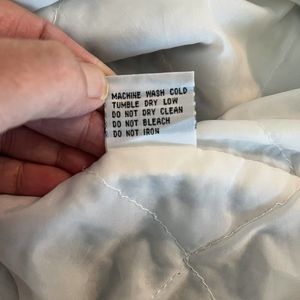 MACHINE WASH COLD
TUMBLE DRY LOW
DO NOT DRY CLEAN
DO NOT BLEACH
DO NOT IRON